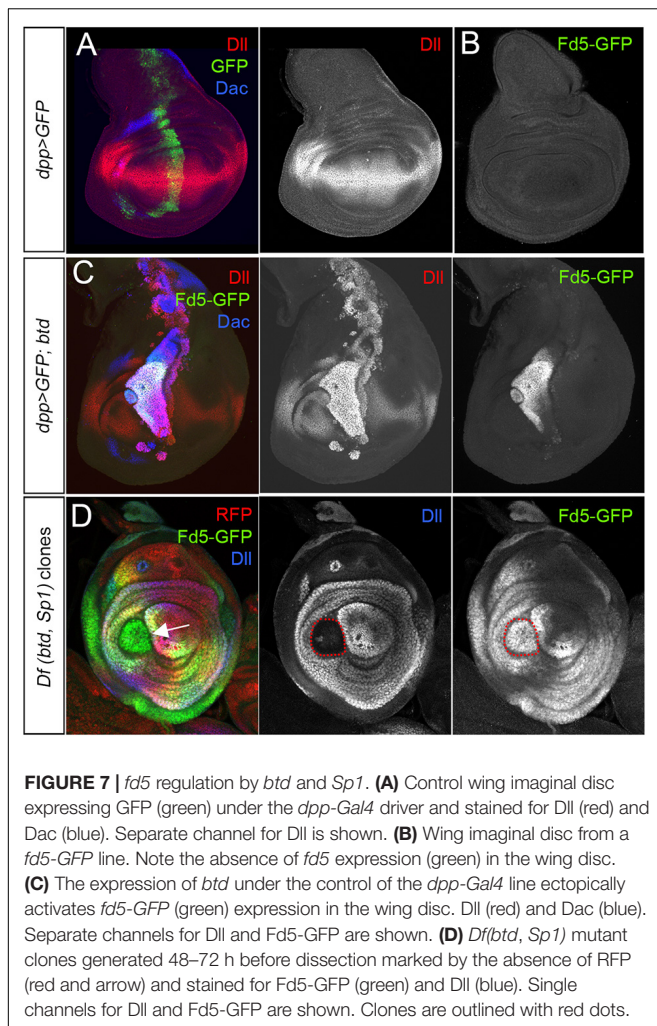 dpp>GFP
A
Dll
GFP
Dac
Dll
B
Fd5-GFP
dpp>GFP; btd
C
Dll
Fd5-GFP
Dac
Dll
Fd5-GFP
Df (btd, Sp1) clones
D
RFP
Fd5-GFP
Dll
Dll
Fd5-GFP
FIGURE 7 | fd5 regulation by btd and Sp1. (A) Control wing imaginal disc
expressing GFP (green) under the dpp-Gal4 driver and stained for Dll (red) and
Dac (blue). Separate channel for Dll is shown. (B) Wing imaginal disc from a
fd5-GFP line. Note the absence of fd5 expression (green) in the wing disc.
(C) The expression of btd under the control of the dpp-Gal4 line ectopically
activates fd5-GFP (green) expression in the wing disc. Dll (red) and Dac (blue).
Separate channels for Dll and Fd5-GFP are shown. (D) Df(btd, Sp1) mutant
clones generated 48–72 h before dissection marked by the absence of RFP
(red and arrow) and stained for Fd5-GFP (green) and Dll (blue). Single
channels for Dll and Fd5-GFP are shown. Clones are outlined with red dots.